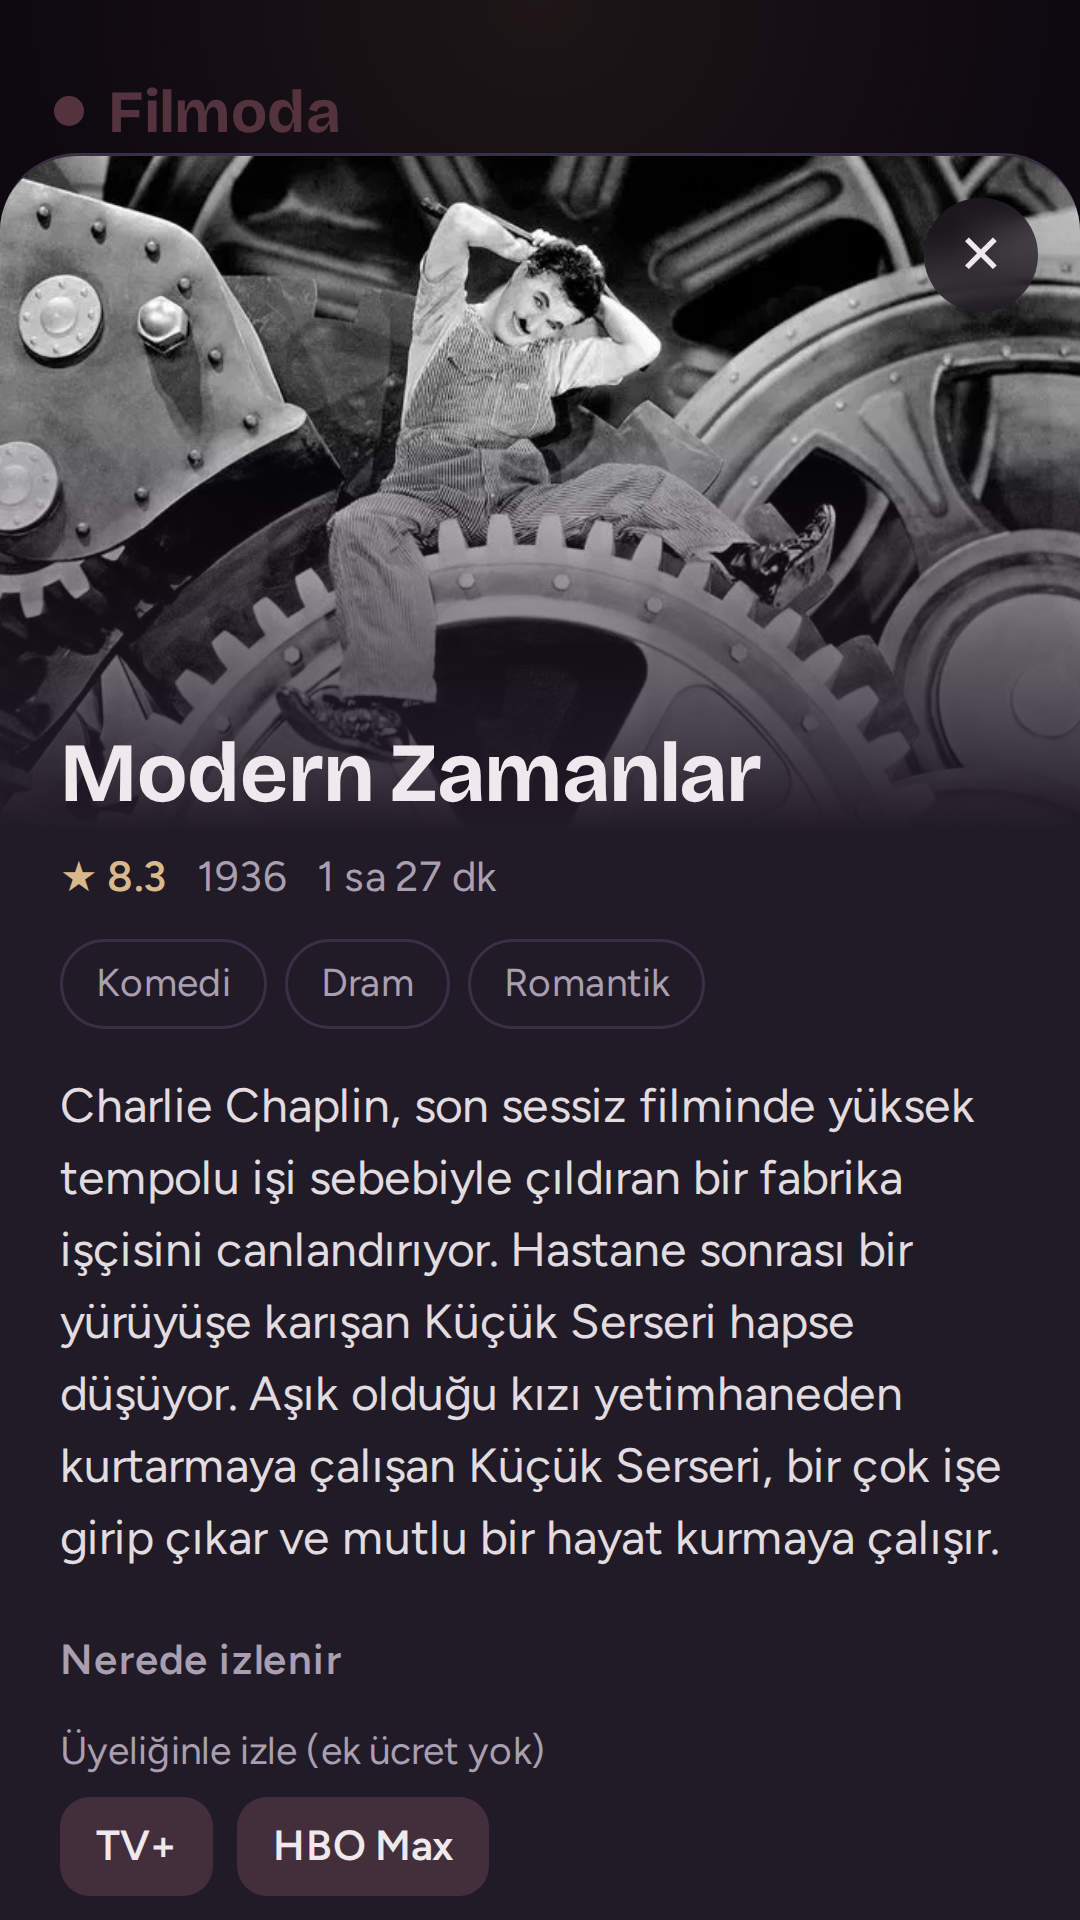 Filmoda
Modern Zamanlar
★ 8.3 1936 1 sa 27 dk
Komedi Dram Romantik
Charlie Chaplin, son sessiz filminde yüksek
tempolu işi sebebiyle çıldıran bir fabrika
işçisini canlandırıyor. Hastane sonrası bir
yürüyüşe karışan Küçük Serseri hapse
düşüyor. Aşık olduğu kızı yetimhaneden
kurtarmaya çalışan Küçük Serseri, bir çok işe
girip çıkar ve mutlu bir hayat kurmaya çalışır.
Nerede izlenir
Üyeliğinle izle (ek ücret yok)
TV+ HBO Max